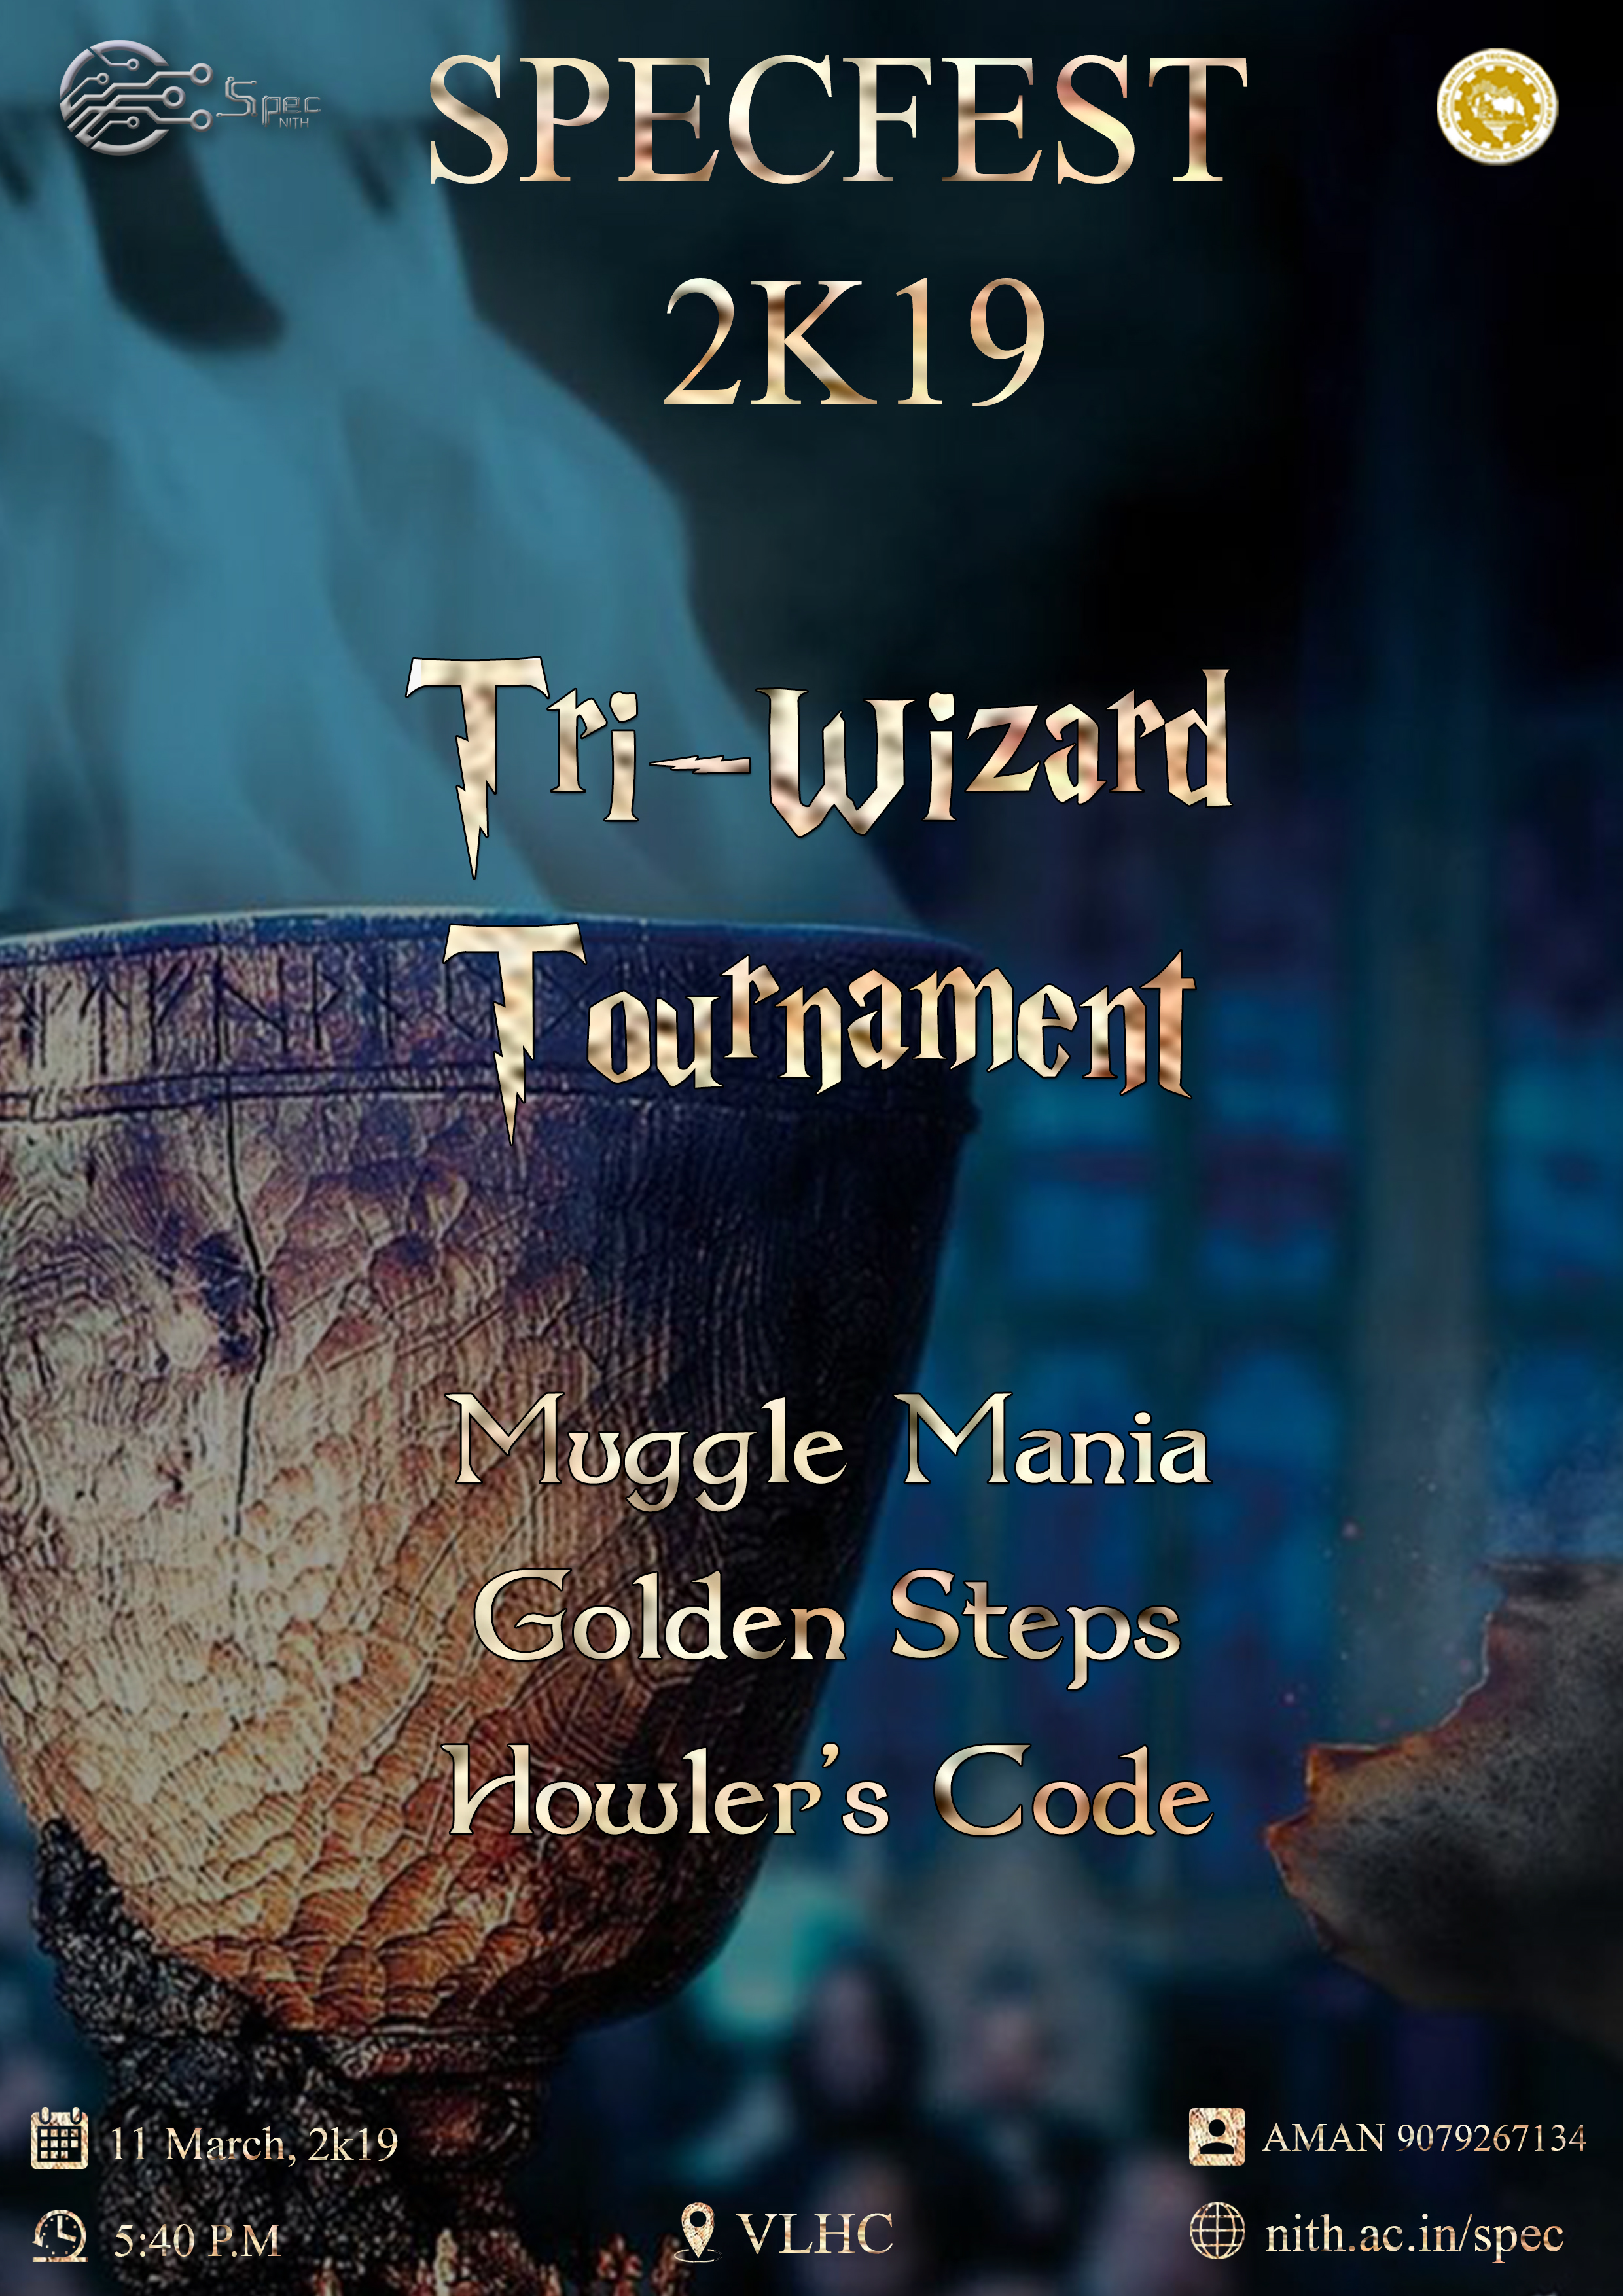 Spec
NITH
SPECFEST
2K19
Tri-Wizard
Tournament
Muggle Mania
Golden Steps
Howler's Code
11 March, 2k19
5:40 P.M
VLHC
AMAN 9079267134
nith.ac.in/spec